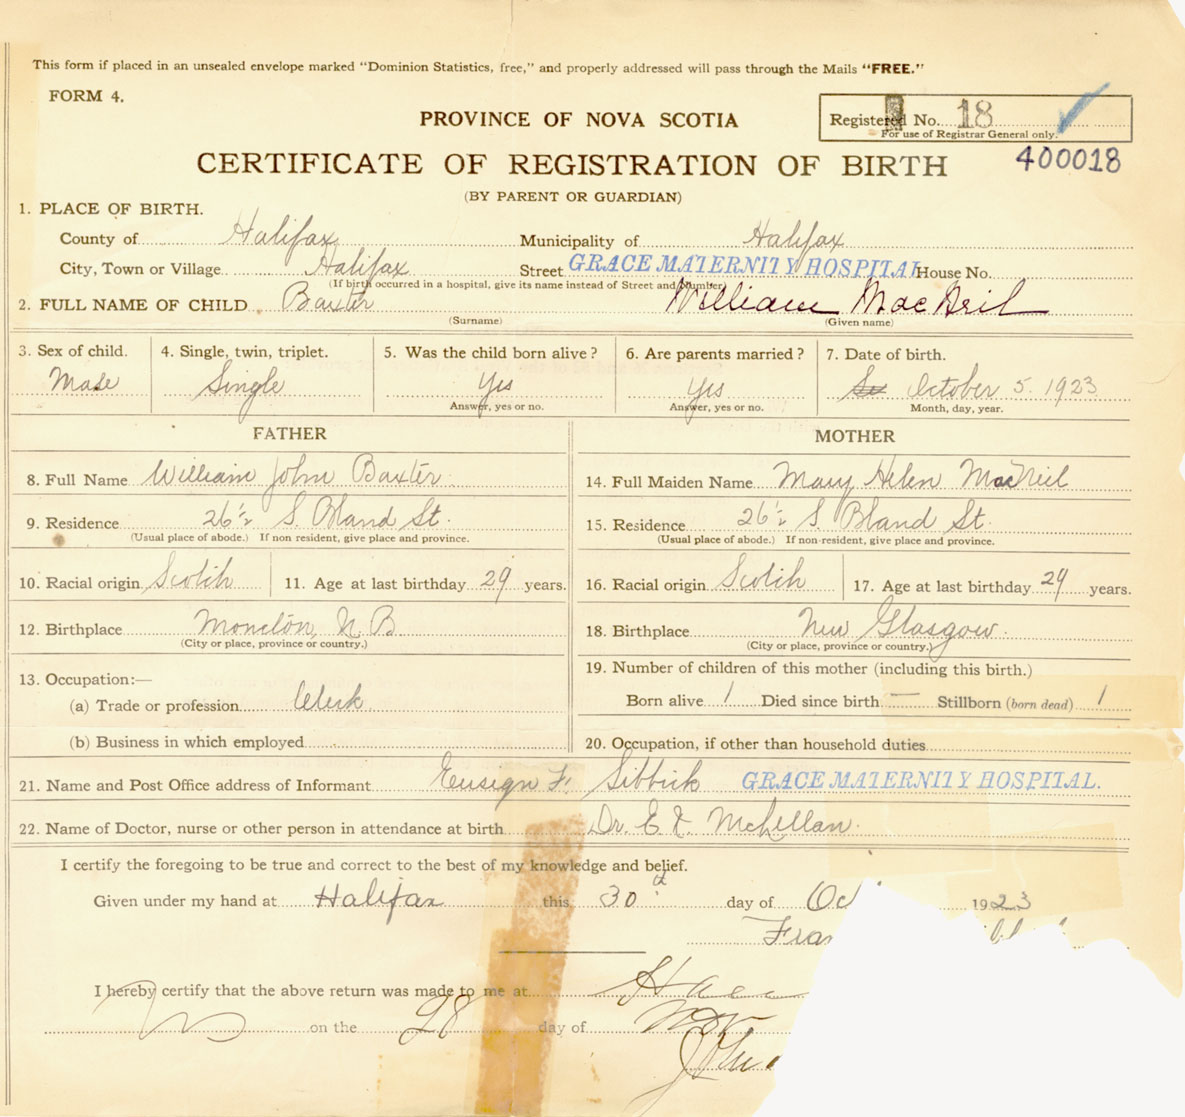 This form if placed in an unsealed envelope marked "Dominion Statistics, free," and properly addressed will pass through the Mails "FREE."
FORM 4.
Registered No. 18
For use of Registrar General only.
PROVINCE OF NOVA SCOTIA
400018
CERTIFICATE OF REGISTRATION OF BIRTH
(BY PARENT OR GUARDIAN)
1. PLACE OF BIRTH.
County of Halifax Municipality of Halifax
City, Town or Village Halifax Street GRACE MATERNITY HOSPITAL House No.
(If birth occurred in a hospital, give its name instead of Street and Number)
2. FULL NAME OF CHILD Baxter William MacNeil
(Surname) (Given name)
3. Sex of child. 4. Single, twin, triplet. 5. Was the child born alive? 6. Are parents married? 7. Date of birth.
Male Single Yes Yes October 5. 1923
Answer, yes or no. Answer, yes or no. Month, day, year.
FATHER MOTHER
8. Full Name William John Baxter 14. Full Maiden Name Mary Helen MacNeil
9. Residence 26½ S. Bland St. 15. Residence 26½ S. Bland St.
(Usual place of abode.) If non resident, give place and province. (Usual place of abode.) If non-resident, give place and province.
10. Racial origin Scotch 11. Age at last birthday 29 years. 16. Racial origin Scotch 17. Age at last birthday 29 years.
12. Birthplace Moncton, N.B. 18. Birthplace New Glasgow.
(City or place, province or country.) (City or place, province or country.)
13. Occupation:— 19. Number of children of this mother (including this birth.)
(a) Trade or profession Clerk Born alive 1 Died since birth — Stillborn (born dead) 1
(b) Business in which employed 20. Occupation, if other than household duties
21. Name and Post Office address of Informant Ensign F. Sibbick GRACE MATERNITY HOSPITAL.
22. Name of Doctor, nurse or other person in attendance at birth Dr. E. McLellan.
I certify the foregoing to be true and correct to the best of my knowledge and belief.
Given under my hand at Halifax this 30 day of Oc 1923
Fran
I hereby certify that the above return was made to me at
on the 28 day of Nov